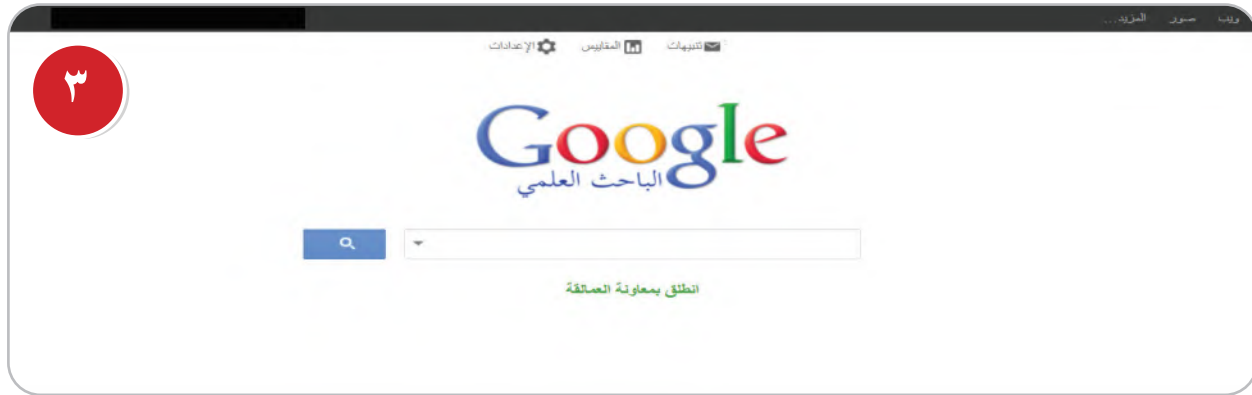 ويب صور المزيد...
تنبيهات المقاييس الإعدادات
٣
Google
الباحث العلمي
انطلق بمعاونة العمالقة